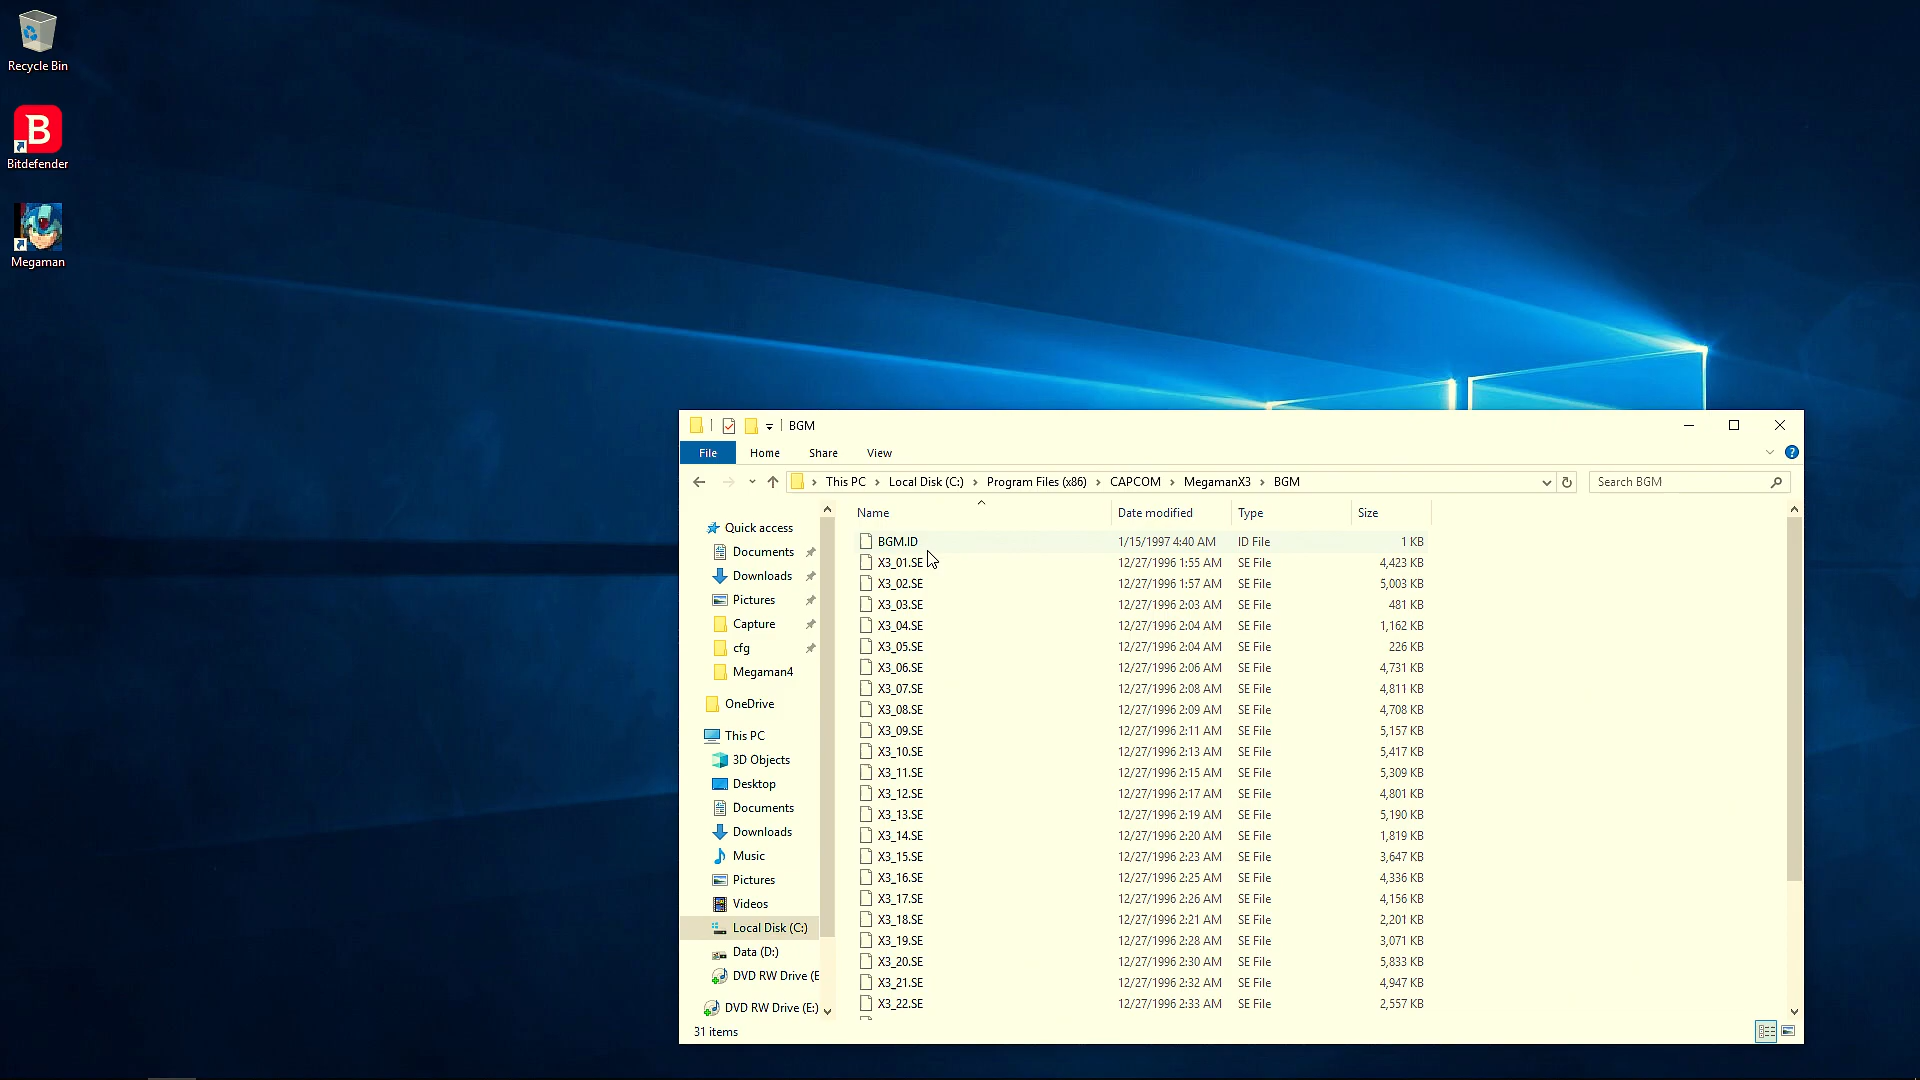 Recycle Bin
B
Bitdefender
Megaman
BGM
File Home Share View
This PC Local Disk (C:) Program Files (x86) CAPCOM MegamanX3 BGM
Search BGM
Name Date modified Type Size
Quick access
Documents
Downloads
Pictures
Capture
cfg
Megaman4
OneDrive
This PC
3D Objects
Desktop
Documents
Downloads
Music
Pictures
Videos
Local Disk (C:)
Data (D:)
DVD RW Drive (E
DVD RW Drive (E:)
BGM.ID 1/15/1997 4:40 AM ID File 1 KB
X3_01.SE 12/27/1996 1:55 AM SE File 4,423 KB
X3_02.SE 12/27/1996 1:57 AM SE File 5,003 KB
X3_03.SE 12/27/1996 2:03 AM SE File 481 KB
X3_04.SE 12/27/1996 2:04 AM SE File 1,162 KB
X3_05.SE 12/27/1996 2:04 AM SE File 226 KB
X3_06.SE 12/27/1996 2:06 AM SE File 4,731 KB
X3_07.SE 12/27/1996 2:08 AM SE File 4,811 KB
X3_08.SE 12/27/1996 2:09 AM SE File 4,708 KB
X3_09.SE 12/27/1996 2:11 AM SE File 5,157 KB
X3_10.SE 12/27/1996 2:13 AM SE File 5,417 KB
X3_11.SE 12/27/1996 2:15 AM SE File 5,309 KB
X3_12.SE 12/27/1996 2:17 AM SE File 4,801 KB
X3_13.SE 12/27/1996 2:19 AM SE File 5,190 KB
X3_14.SE 12/27/1996 2:20 AM SE File 1,819 KB
X3_15.SE 12/27/1996 2:23 AM SE File 3,647 KB
X3_16.SE 12/27/1996 2:25 AM SE File 4,336 KB
X3_17.SE 12/27/1996 2:26 AM SE File 4,156 KB
X3_18.SE 12/27/1996 2:21 AM SE File 2,201 KB
X3_19.SE 12/27/1996 2:28 AM SE File 3,071 KB
X3_20.SE 12/27/1996 2:30 AM SE File 5,833 KB
X3_21.SE 12/27/1996 2:32 AM SE File 4,947 KB
X3_22.SE 12/27/1996 2:33 AM SE File 2,557 KB
31 items